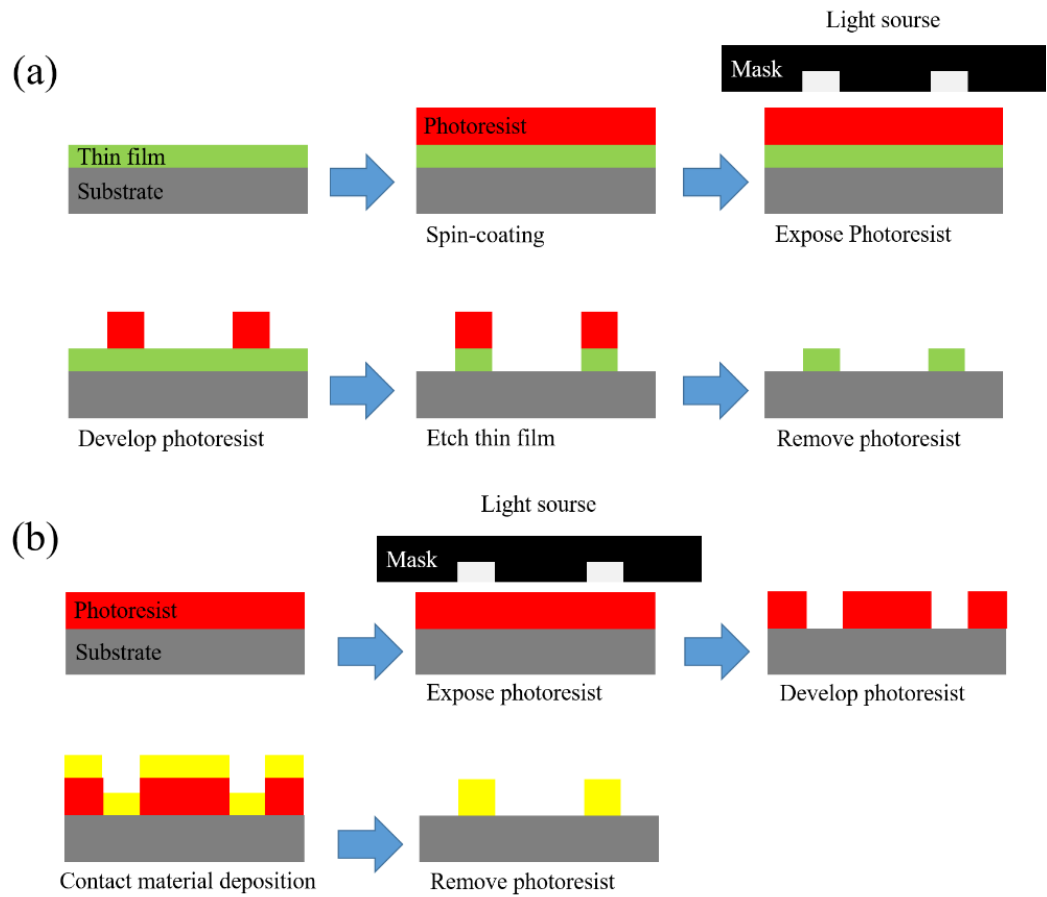 Light sourse
(a)
Mask
Photoresist
Thin film
Substrate
Spin-coating
Expose Photoresist
Develop photoresist
Etch thin film
Remove photoresist
Light sourse
(b)
Mask
Photoresist
Substrate
Expose photoresist
Develop photoresist
Contact material deposition
Remove photoresist